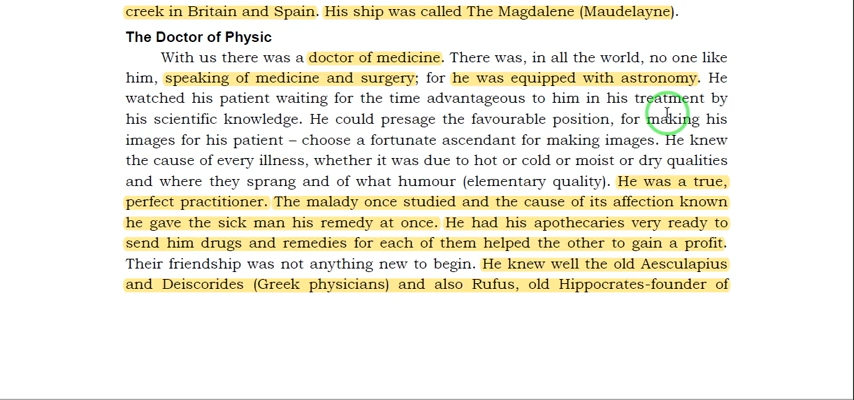 creek in Britain and Spain. His ship was called The Magdalene (Maudelayne).
The Doctor of Physic
With us there was a doctor of medicine. There was, in all the world, no one like
him, speaking of medicine and surgery; for he was equipped with astronomy. He
watched his patient waiting for the time advantageous to him in his treatment by
his scientific knowledge. He could presage the favourable position, for making his
images for his patient – choose a fortunate ascendant for making images. He knew
the cause of every illness, whether it was due to hot or cold or moist or dry qualities
and where they sprang and of what humour (elementary quality). He was a true,
perfect practitioner. The malady once studied and the cause of its affection known
he gave the sick man his remedy at once. He had his apothecaries very ready to
send him drugs and remedies for each of them helped the other to gain a profit.
Their friendship was not anything new to begin. He knew well the old Aesculapius
and Deiscorides (Greek physicians) and also Rufus, old Hippocrates-founder of